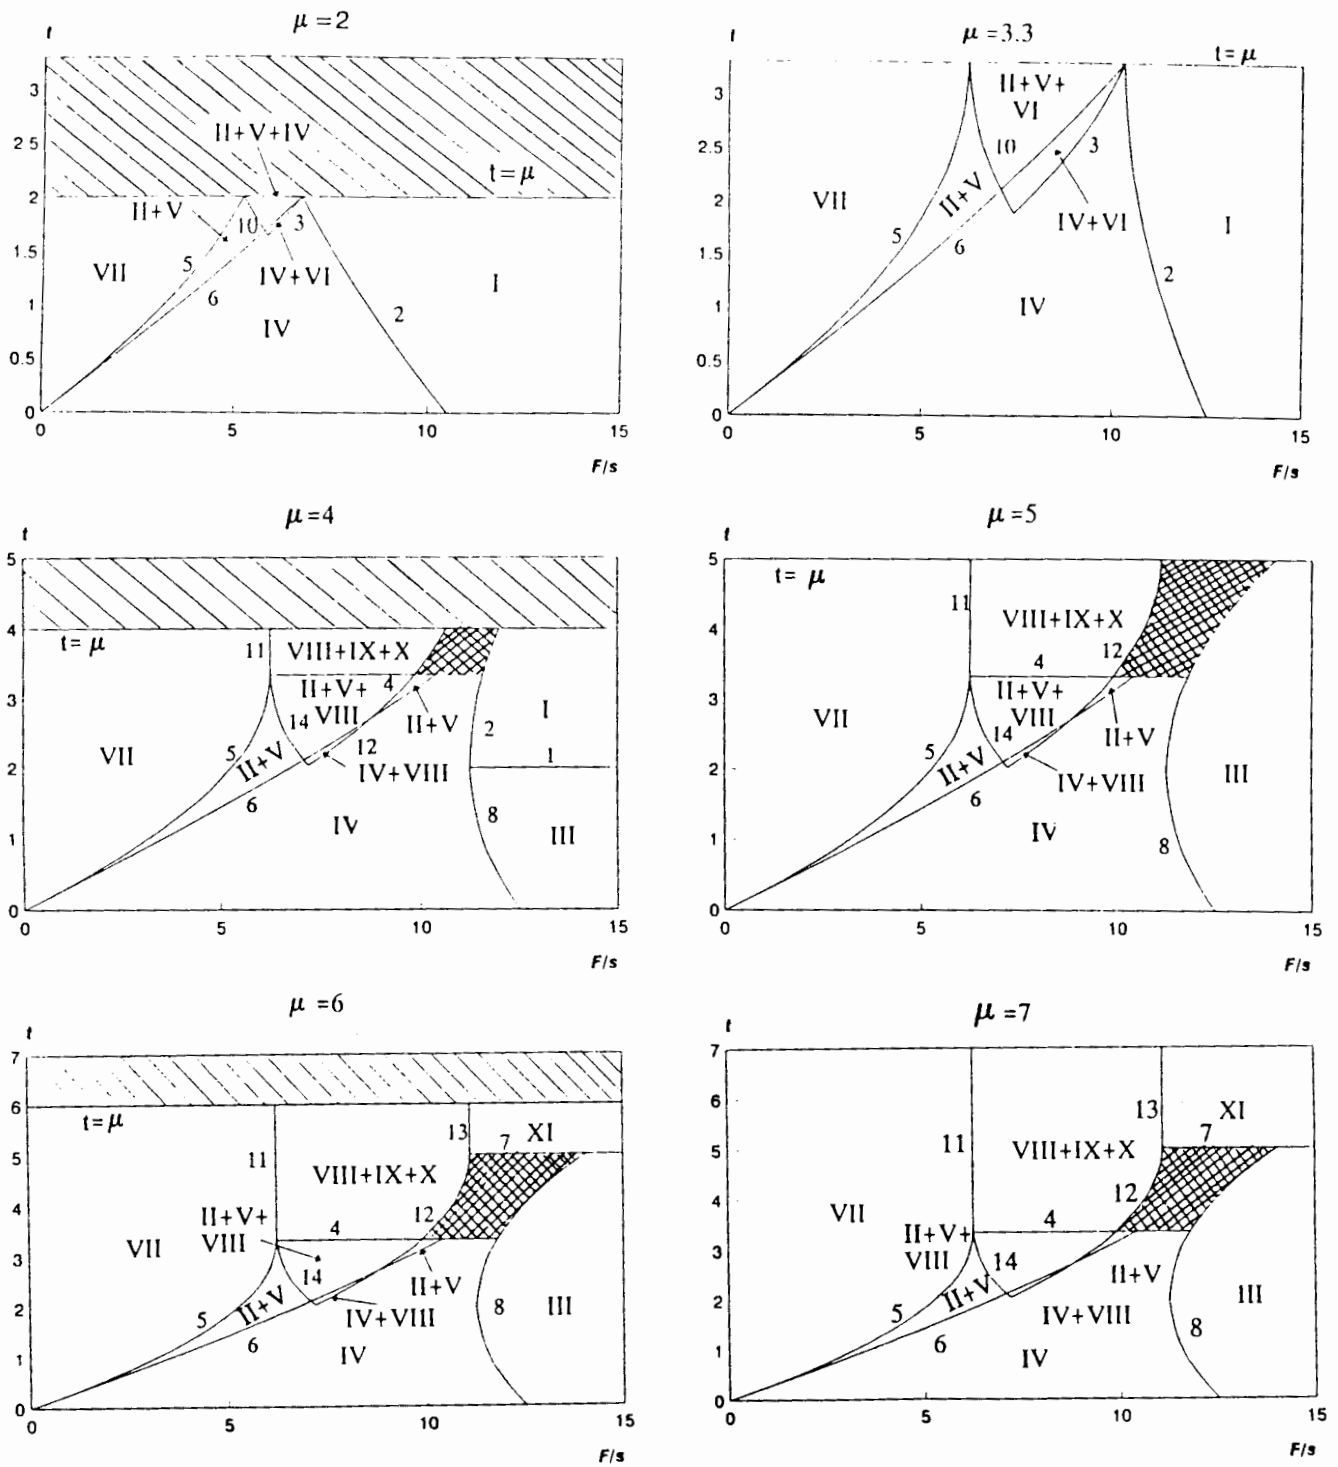 μ =2
t
3
2 5
2
1.5
1
0.5
0
II+V+IV
t=μ
II+V
10
3
VII
5
6
IV+VI
IV
2
I
0 5 10 15
F/s
μ =3.3
t
t=μ
3
2.5
2
1.5
1
0.5
0
II+V+
VI
10
3
VII
II+V
5
6
IV+VI
I
2
IV
0 5 10 15
F/s
μ=4
t
5
4
3
2
1
0
t=μ
11
VIII+IX+X
4
II+V+
VIII
14
II+V
12
2
I
1
VII
5
II+V
IV+VIII
6
IV
8
III
0 5 10 15
F/s
μ=5
t
5
4
3
2
1
0
t= μ
11
VIII+IX+X
12
4
II+V+
VIII
14
II+V
VII
5
II+V
IV+VIII
6
IV
8
III
0 5 10 15
F/s
μ =6
t
7
6
5
4
3
2
1
0
t=μ
11
13
7
XI
VIII+IX+X
II+V+
VIII
4
12
VII
14
II+V
II+V
5
IV+VIII
6
IV
8
III
0 5 10 15
F/s
μ =7
t
7
6
5
4
3
2
1
0
11
13
7
XI
VIII+IX+X
12
4
VII
II+V+
VIII
14
II+V
II+V
5
IV+VIII
6
IV
8
III
0 5 10 15
F/s